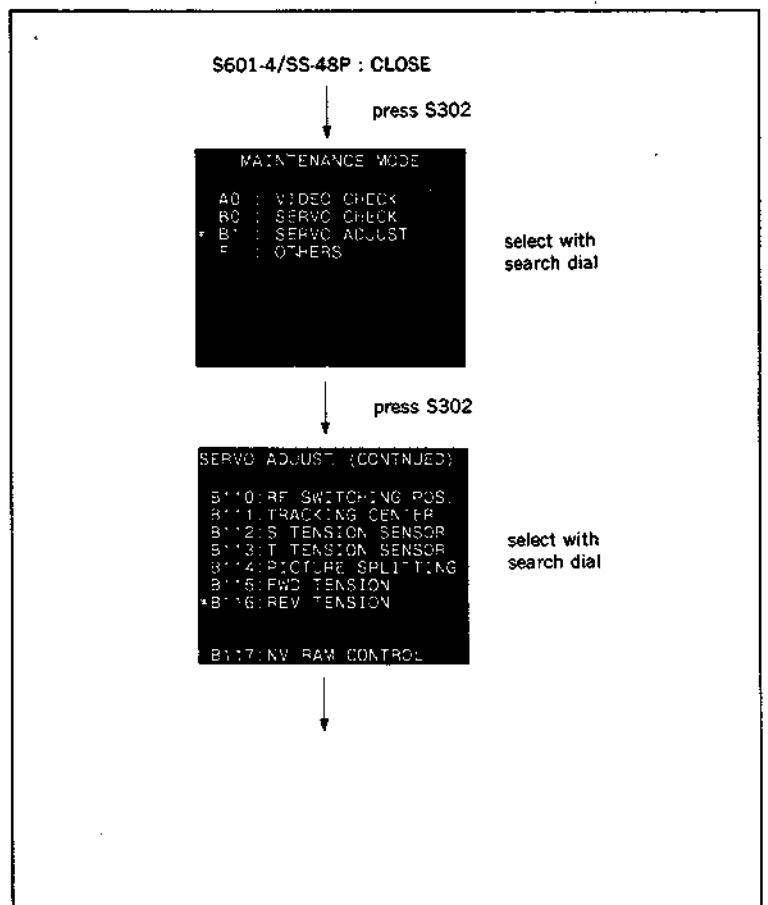 S601-4/SS-48P : CLOSE
press S302
MAINTENANCE MODE
A0 : VIDEO CHECK
B0 : SERVO CHECK
* B1 : SERVO ADJUST
F : OTHERS
select with
search dial
press S302
SERVO ADJUST (CONTNUED)
B110:RF SWITCHING POS.
B111:TRACKING CENTER
B112:S TENSION SENSOR
B113:T TENSION SENSOR
B114:PICTURE SPLITTING
B115:FWD TENSION
*B116:REV TENSION
B117:NV RAM CONTROL
select with
search dial